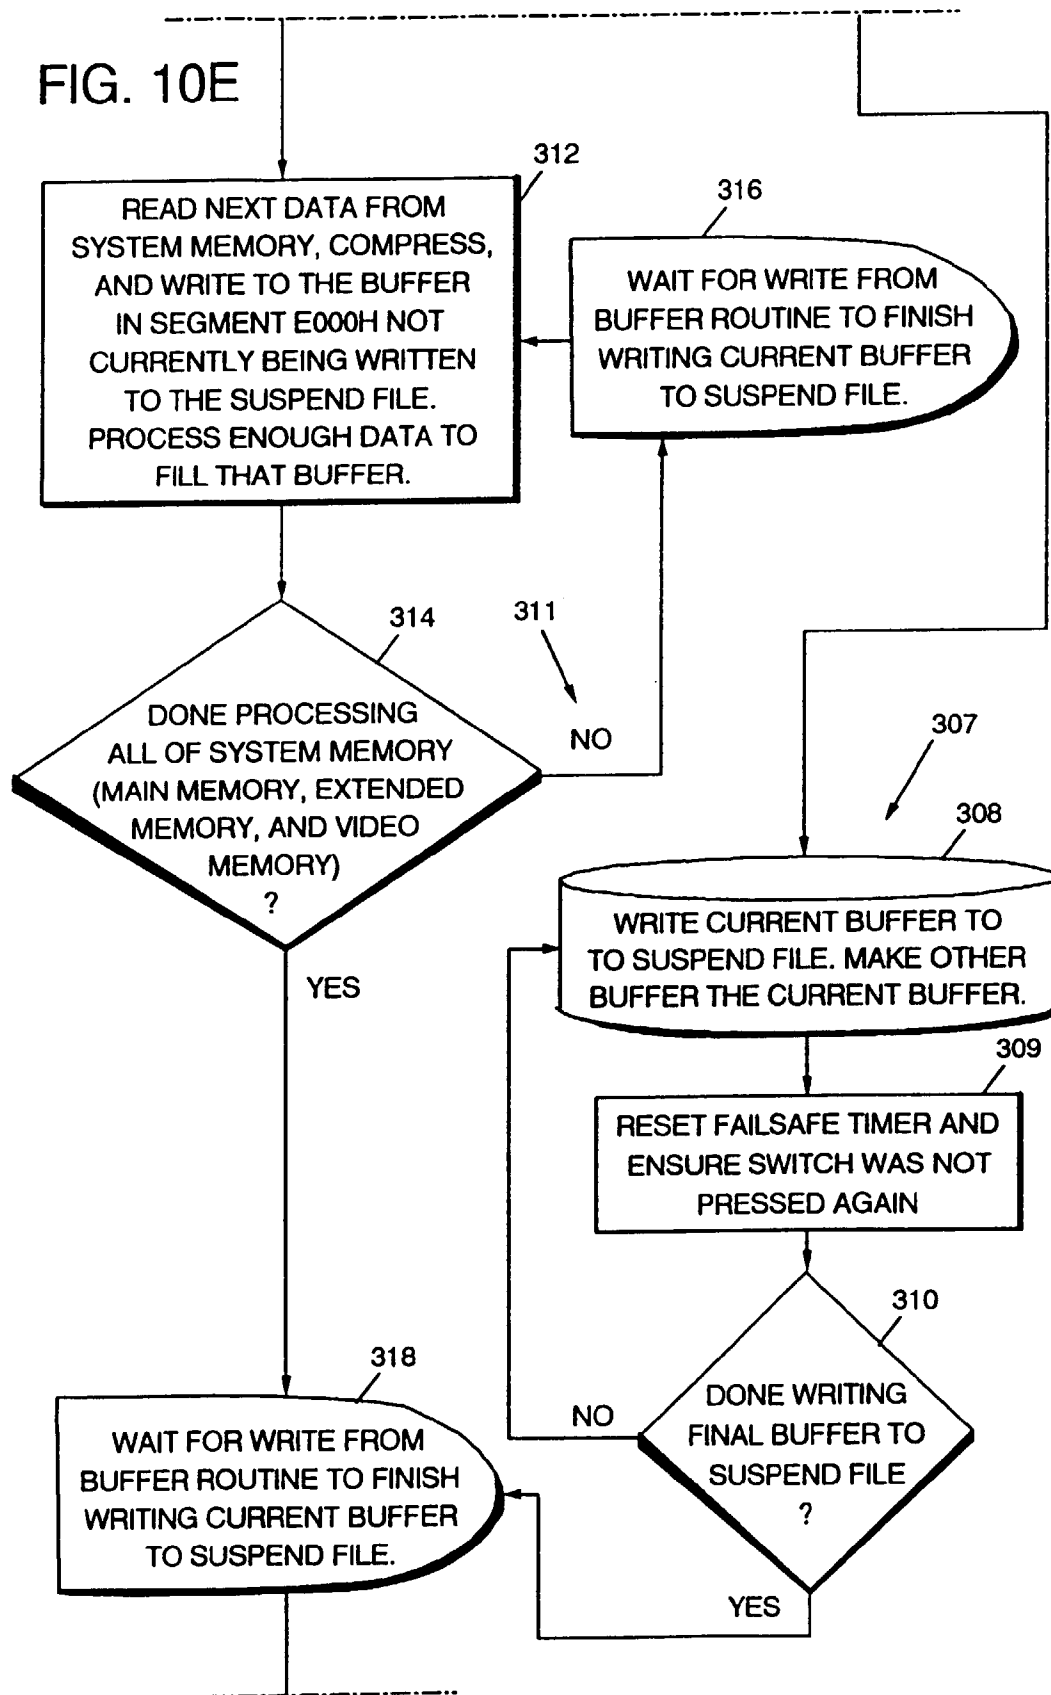 FIG. 10E
312
READ NEXT DATA FROM
SYSTEM MEMORY, COMPRESS,
AND WRITE TO THE BUFFER
IN SEGMENT E000H NOT
CURRENTLY BEING WRITTEN
TO THE SUSPEND FILE.
PROCESS ENOUGH DATA TO
FILL THAT BUFFER.
316
WAIT FOR WRITE FROM
BUFFER ROUTINE TO FINISH
WRITING CURRENT BUFFER
TO SUSPEND FILE.
314
DONE PROCESSING
ALL OF SYSTEM MEMORY
(MAIN MEMORY, EXTENDED
MEMORY, AND VIDEO
MEMORY)
?
311
NO
YES
307
308
WRITE CURRENT BUFFER TO
TO SUSPEND FILE. MAKE OTHER
BUFFER THE CURRENT BUFFER.
309
RESET FAILSAFE TIMER AND
ENSURE SWITCH WAS NOT
PRESSED AGAIN
310
DONE WRITING
FINAL BUFFER TO
SUSPEND FILE
?
NO
YES
318
WAIT FOR WRITE FROM
BUFFER ROUTINE TO FINISH
WRITING CURRENT BUFFER
TO SUSPEND FILE.